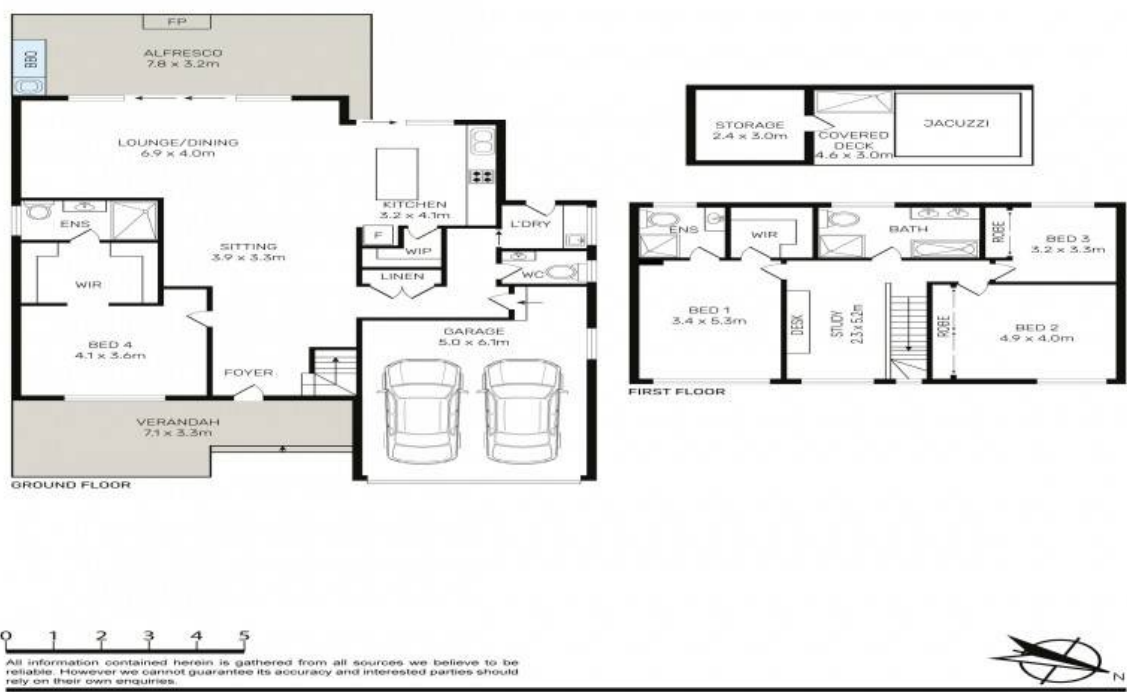 FP
ALFRESCO
7.8 x 3.2m
BBQ
LOUNGE/DINING
6.9 x 4.0m
KITCHEN
3.2 x 4.1m
ENS
L'DRY
F
WIP
SITTING
3.9 x 3.3m
LINEN
WC
WIR
BED 4
4.1 x 3.6m
GARAGE
5.0 x 6.1m
FOYER
VERANDAH
7.1 x 3.3m
GROUND FLOOR
STORAGE
2.4 x 3.0m
COVERED
DECK
4.6 x 3.0m
JACUZZI
ENS
WIR
BATH
ROBE
BED 3
3.2 x 3.3m
BED 1
3.4 x 5.3m
DESK
STUDY
2.3 x 5.2m
ROBE
BED 2
4.9 x 4.0m
FIRST FLOOR
0 1 2 3 4 5
All information contained herein is gathered from all sources we believe to be
reliable. However we cannot guarantee its accuracy and interested parties should
rely on their own enquiries.
N